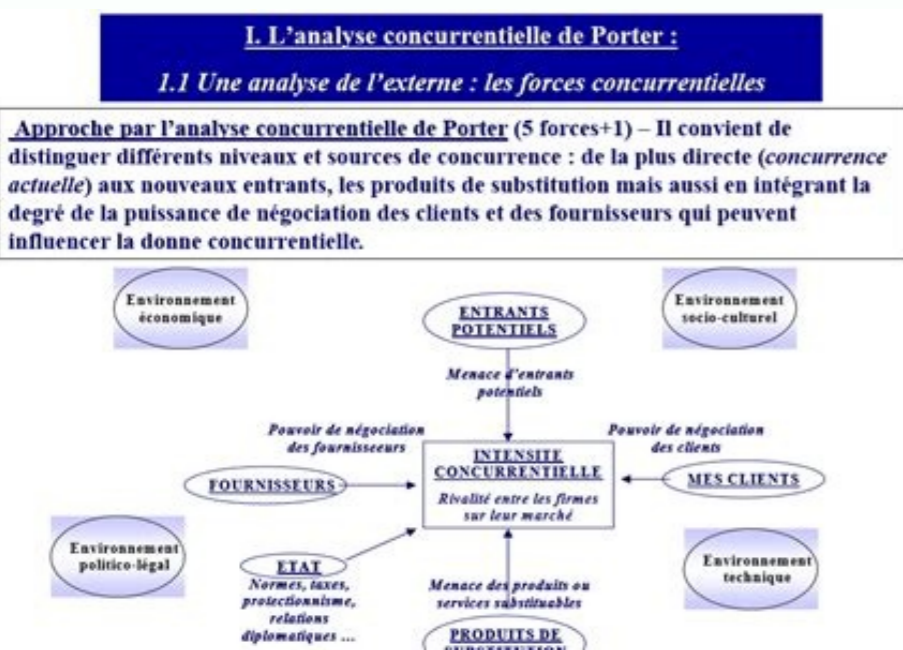 I. L'analyse concurrentielle de Porter :
1.1 Une analyse de l'externe : les forces concurrentielles
Approche par l'analyse concurrentielle de Porter (5 forces+1) – Il convient de
distinguer différents niveaux et sources de concurrence : de la plus directe (concurrence
actuelle) aux nouveaux entrants, les produits de substitution mais aussi en intégrant la
degré de la puissance de négociation des clients et des fournisseurs qui peuvent
influencer la donne concurrentielle.
Environnement
économique
ENTRANTS
POTENTIELS
Environnement
socio-culturel
Menace d'entrants
potentiels
Pouvoir de négociation
des fournisseeurs
Pouvoir de négociation
des clients
INTENSITE
CONCURRENTIELLE
Rivalité entre les firmes
sur leur marché
FOURNISSEURS
MES CLIENTS
Environnement
politico-légal
ETAT
Normes, taxes,
protectionnisme,
relations
diplomatiques ...
Menace des produits ou
services substituables
Environnement
technique
PRODUITS DE
SUBSTITUTION